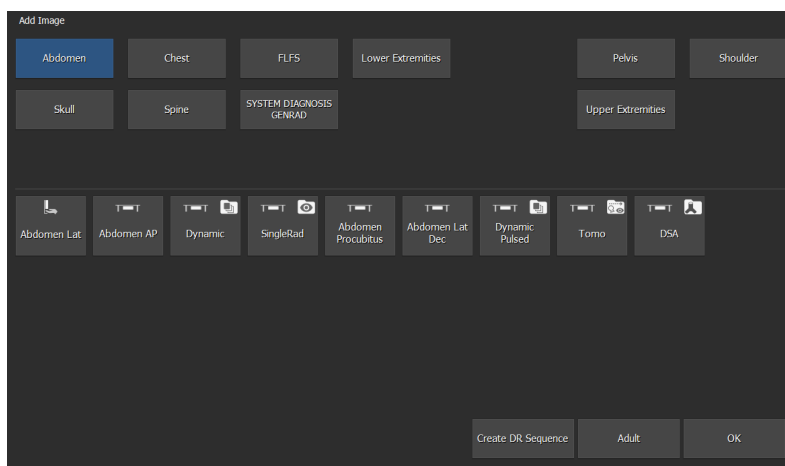 Add Image
Abdomen
Chest
FLFS
Lower Extremities
Pelvis
Shoulder
Skull
Spine
SYSTEM DIAGNOSIS
GENRAD
Upper Extremities
Abdomen Lat
Abdomen AP
Dynamic
SingleRad
Abdomen
Procubitus
Abdomen Lat
Dec
Dynamic
Pulsed
Tomo
DSA
Create DR Sequence
Adult
OK